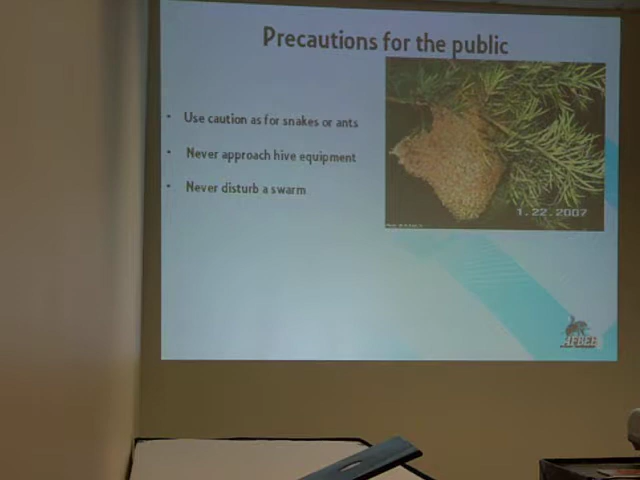 Precautions for the public
• Use caution as for snakes or ants
• Never approach hive equipment
• Never disturb a swarm
1.22.2007
AFBEE